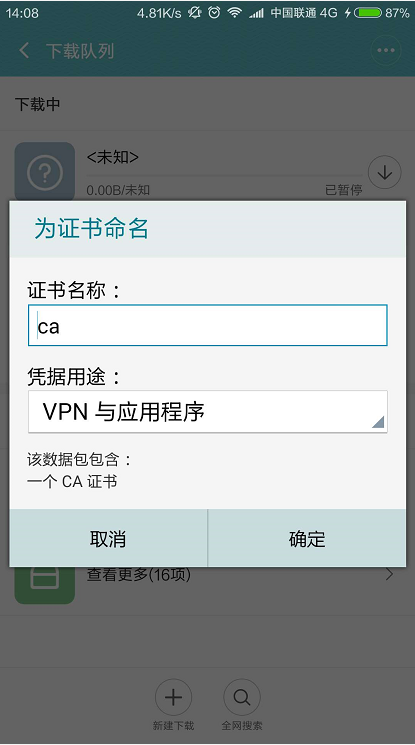 14:08 4.81K/s 中国联通 4G 87%
下载队列
下载中
<未知>
0.00B/未知 已暂停
为证书命名
证书名称：
ca
凭据用途：
VPN 与应用程序
该数据包包含：
一个 CA 证书
取消 确定
查看更多(16项)
新建下载 全网搜索